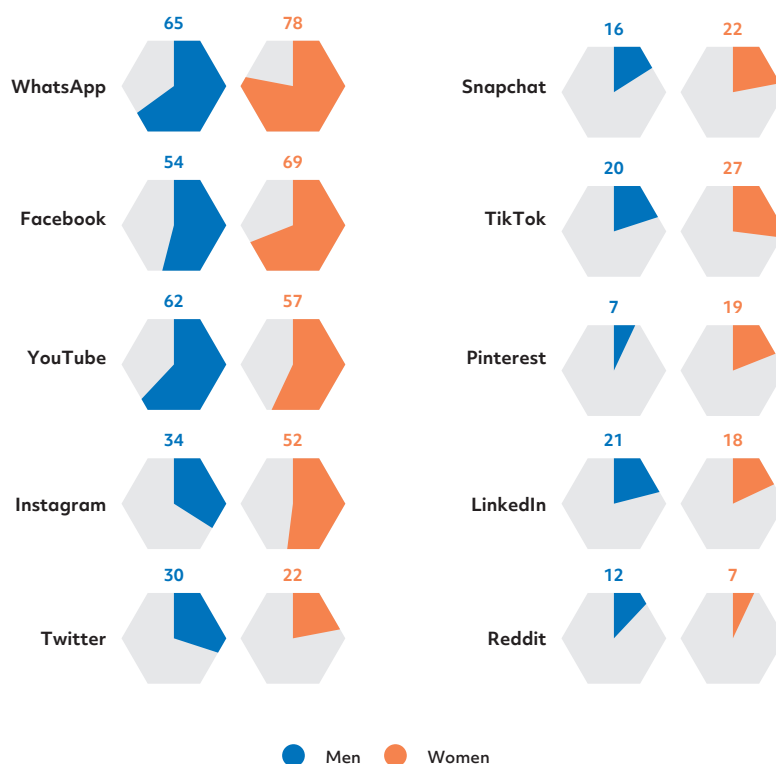 65 78
WhatsApp
54 69
Facebook
62 57
YouTube
34 52
Instagram
30 22
Twitter
16 22
Snapchat
20 27
TikTok
7 19
Pinterest
21 18
LinkedIn
12 7
Reddit
Men Women